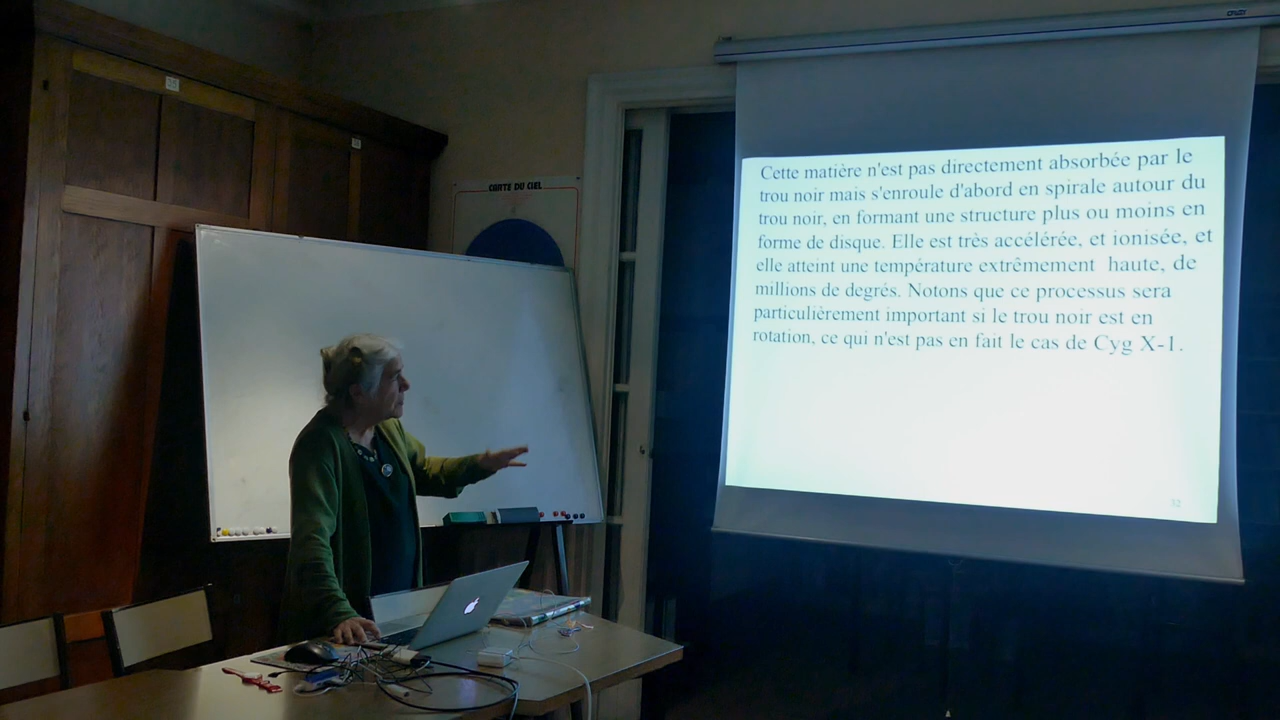 CARTE DU CIEL
Cette matière n'est pas directement absorbée par le
trou noir mais s'enroule d'abord en spirale autour du
trou noir, en formant une structure plus ou moins en
forme de disque. Elle est très accélérée, et ionisée, et
elle atteint une température extrêmement haute, de
millions de degrés. Notons que ce processus sera
particulièrement important si le trou noir est en
rotation, ce qui n'est pas en fait le cas de Cyg X-1.
32